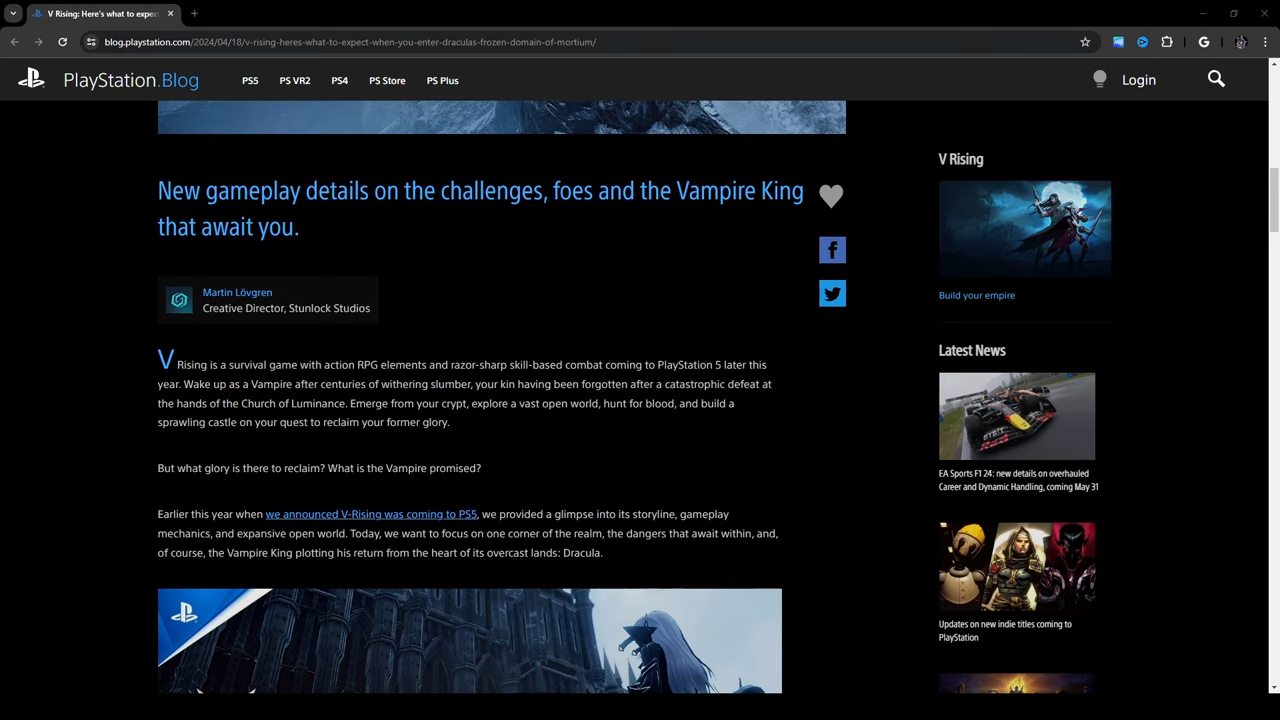 V Rising: Here's what to expec
blog.playstation.com/2024/04/18/v-rising-heres-what-to-expect-when-you-enter-draculas-frozen-domain-of-mortium/
PlayStation.Blog
PS5
PS VR2
PS4
PS Store
PS Plus
Login
New gameplay details on the challenges, foes and the Vampire King
that await you.
Martin Lövgren
Creative Director, Stunlock Studios
V Rising is a survival game with action RPG elements and razor-sharp skill-based combat coming to PlayStation 5 later this
year. Wake up as a Vampire after centuries of withering slumber, your kin having been forgotten after a catastrophic defeat at
the hands of the Church of Luminance. Emerge from your crypt, explore a vast open world, hunt for blood, and build a
sprawling castle on your quest to reclaim your former glory.
But what glory is there to reclaim? What is the Vampire promised?
Earlier this year when we announced V-Rising was coming to PS5, we provided a glimpse into its storyline, gameplay
mechanics, and expansive open world. Today, we want to focus on one corner of the realm, the dangers that await within, and,
of course, the Vampire King plotting his return from the heart of its overcast lands: Dracula.
V Rising
Build your empire
Latest News
EA Sports F1 24: new details on overhauled
Career and Dynamic Handling, coming May 31
Updates on new indie titles coming to
PlayStation